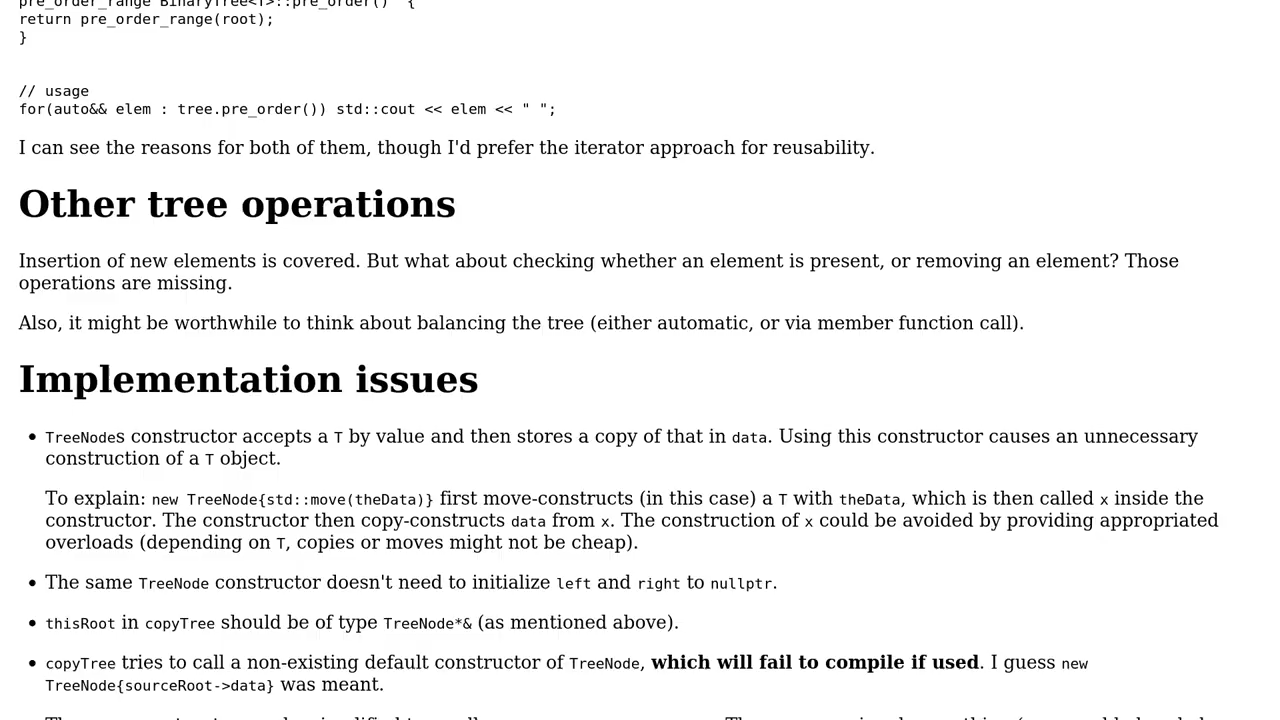 pre_order_range BinaryTree<T>::pre_order()  {
return pre_order_range(root);
}
// usage
for(auto&& elem : tree.pre_order()) std::cout << elem << " ";
I can see the reasons for both of them, though I'd prefer the iterator approach for reusability.
Other tree operations
Insertion of new elements is covered. But what about checking whether an element is present, or removing an element? Those
operations are missing.
Also, it might be worthwhile to think about balancing the tree (either automatic, or via member function call).
Implementation issues
• TreeNodes constructor accepts a T by value and then stores a copy of that in data. Using this constructor causes an unnecessary
construction of a T object.
To explain: new TreeNode{std::move(theData)} first move-constructs (in this case) a T with theData, which is then called x inside the
constructor. The constructor then copy-constructs data from x. The construction of x could be avoided by providing appropriated
overloads (depending on T, copies or moves might not be cheap).
• The same TreeNode constructor doesn't need to initialize left and right to nullptr.
• thisRoot in copyTree should be of type TreeNode*& (as mentioned above).
• copyTree tries to call a non-existing default constructor of TreeNode, which will fail to compile if used. I guess new
TreeNode{sourceRoot->data} was meant.